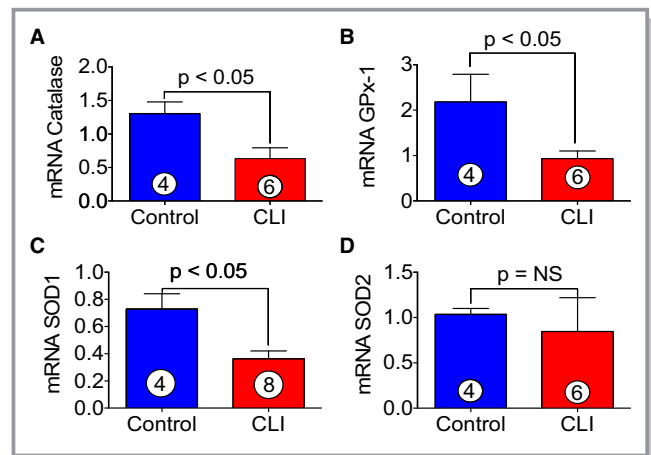 A
mRNA Catalase
2.0
1.5
1.0
0.5
0.0
p < 0.05
4
6
Control CLI
B
mRNA GPx-1
3
2
1
0
p < 0.05
4
6
Control CLI
C
mRNA SOD1
1.0
0.8
0.6
0.4
0.2
0.0
p < 0.05
4
8
Control CLI
D
mRNA SOD2
1.5
1.0
0.5
0.0
p = NS
4
6
Control CLI